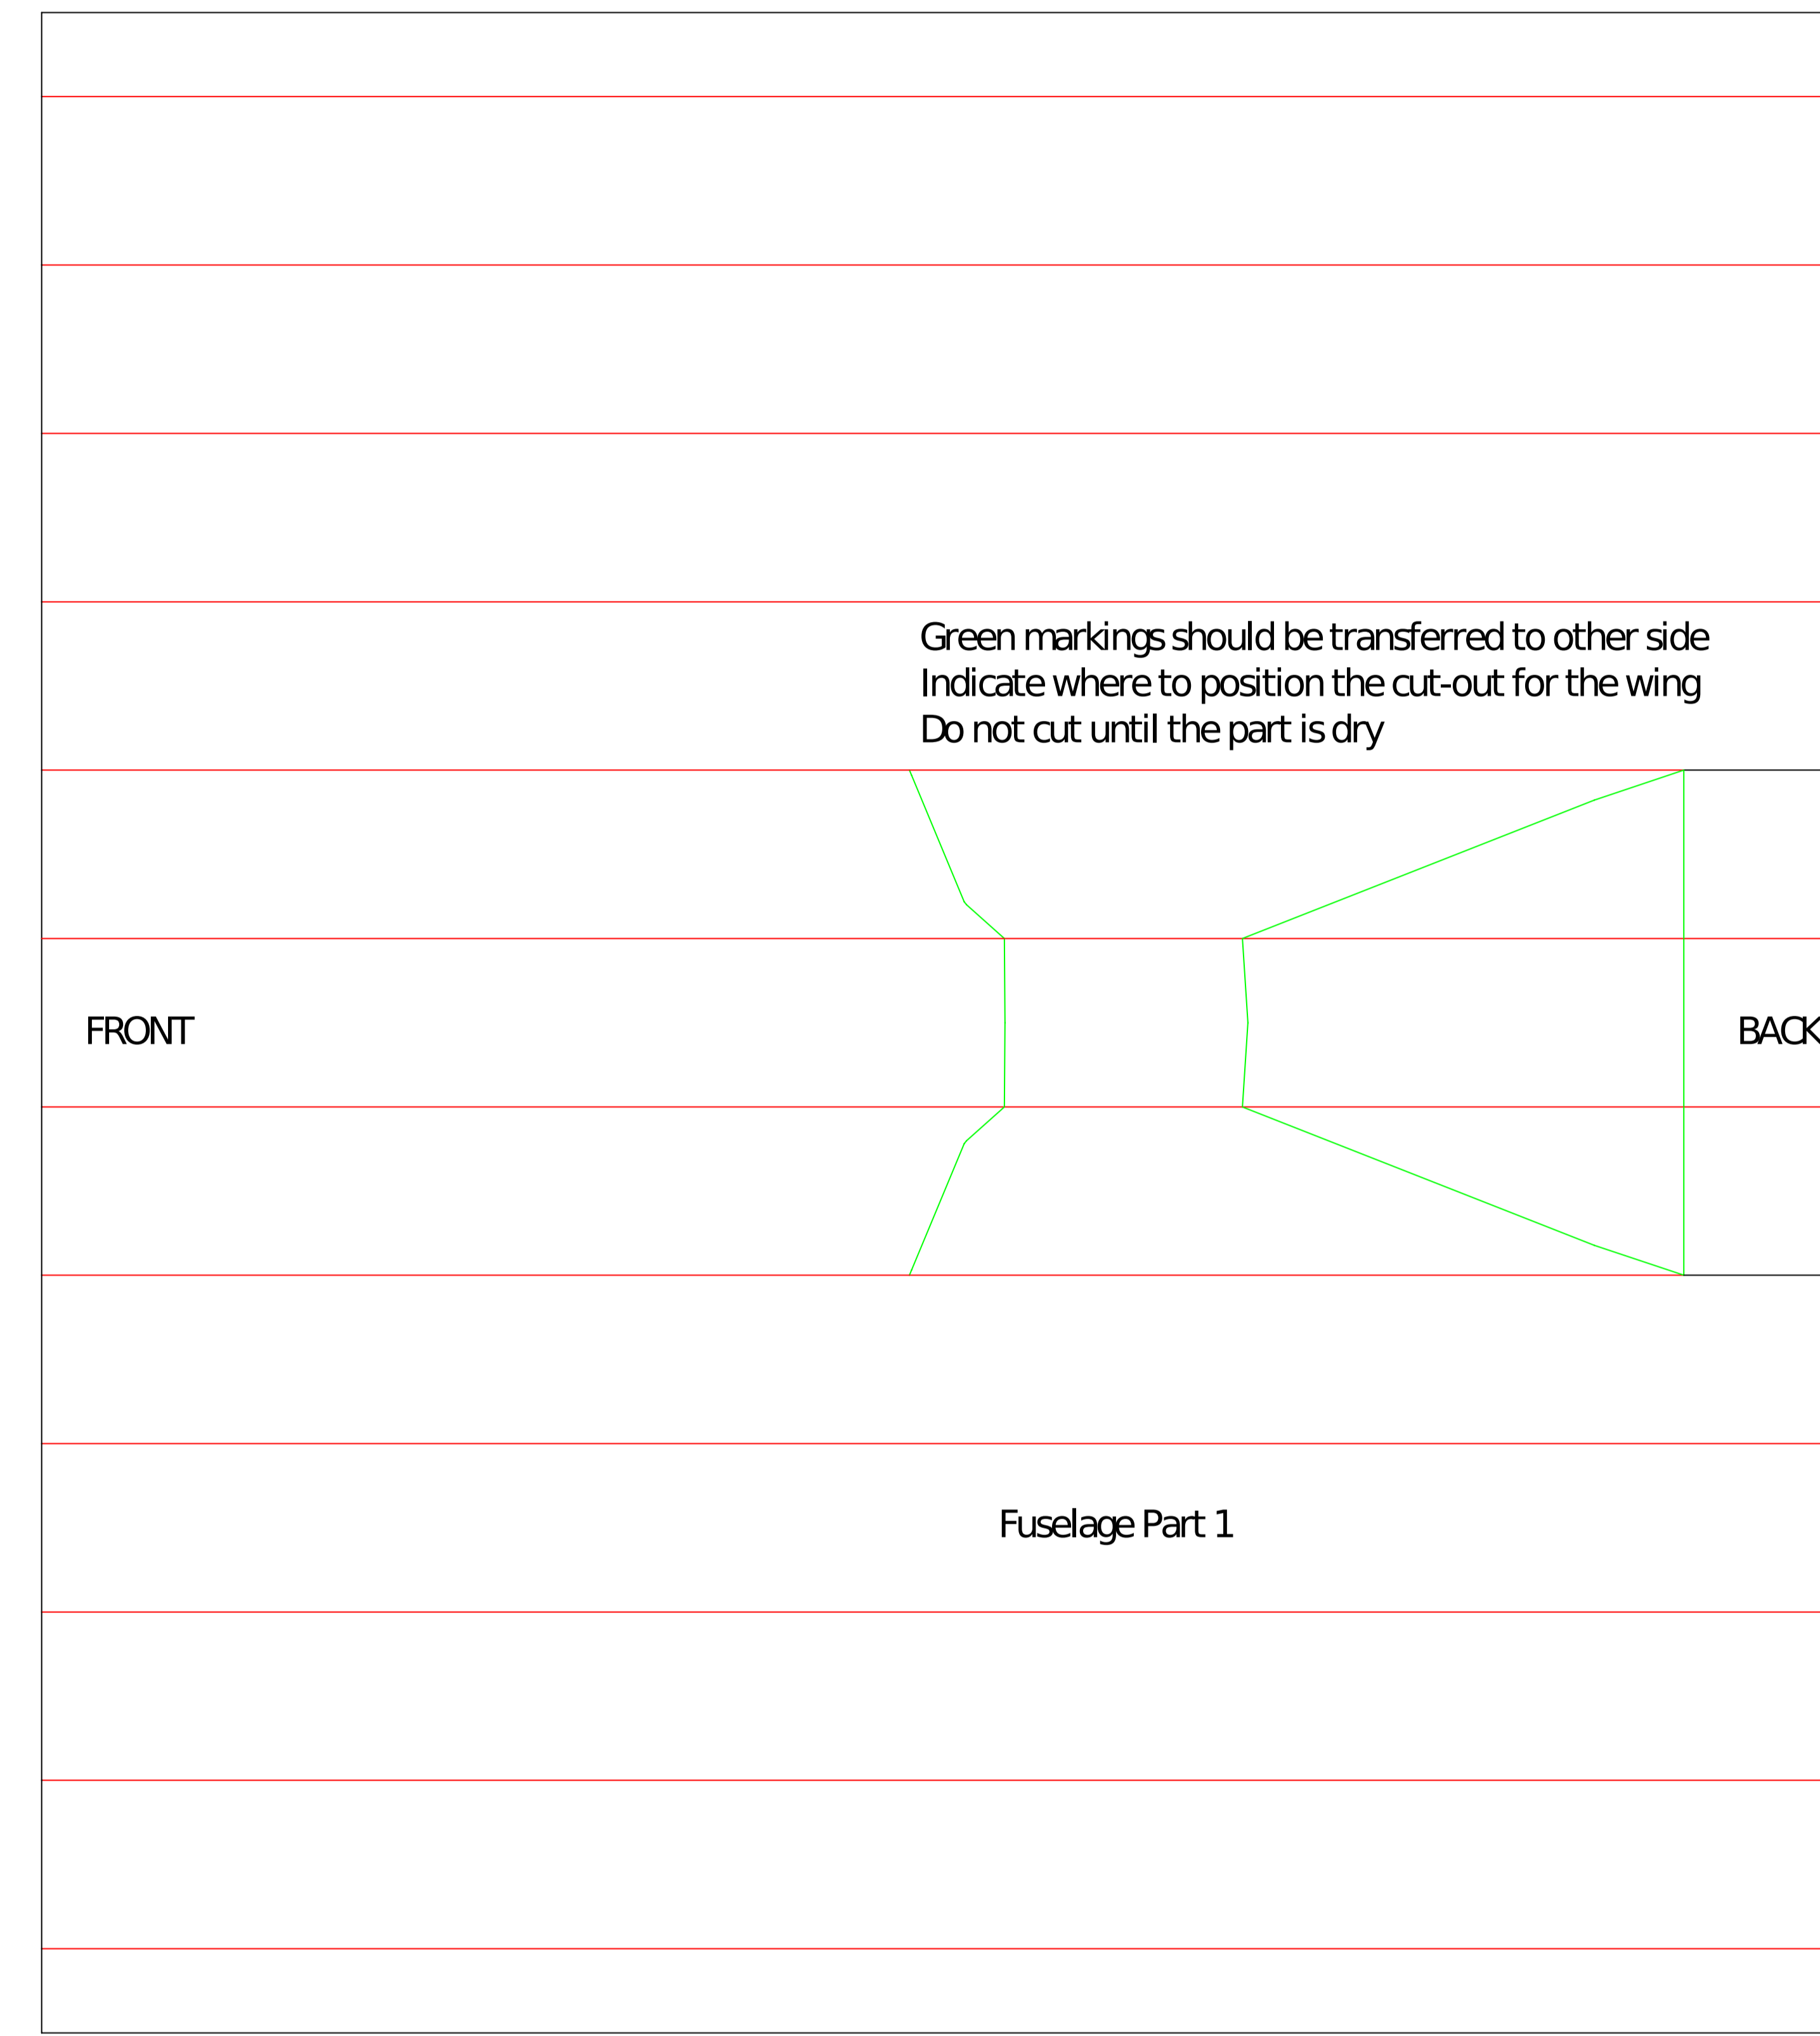 Green markings should be transferred to other side
Indicate where to position the cut-out for the wing
Do not cut until the part is dry
FRONT
BACK
Fuselage Part 1